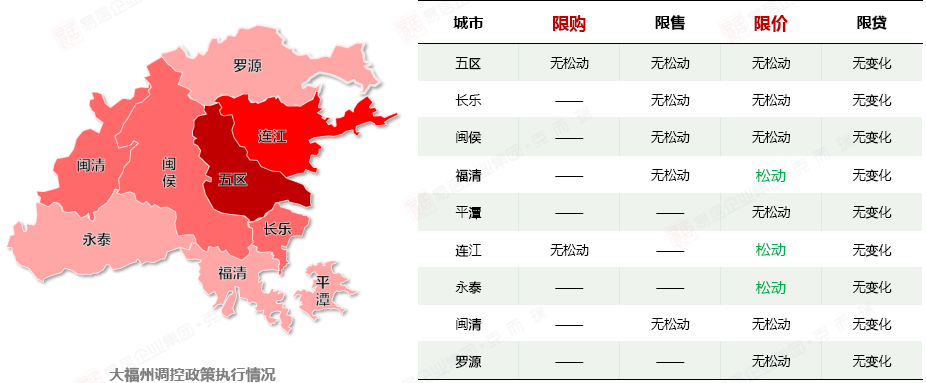 罗源
连江
闽清
闽侯
五区
长乐
永泰
福清
平潭
大福州调控政策执行情况
城市 限购 限售 限价 限贷
五区 无松动 无松动 无松动 无变化
长乐 —— 无松动 无松动 无变化
闽侯 —— 无松动 无松动 无变化
福清 —— 无松动 松动 无变化
平潭 —— —— 无松动 无变化
连江 无松动 —— 松动 无变化
永泰 —— —— 松动 无变化
闽清 —— 无松动 无松动 无变化
罗源 —— —— 无松动 无变化